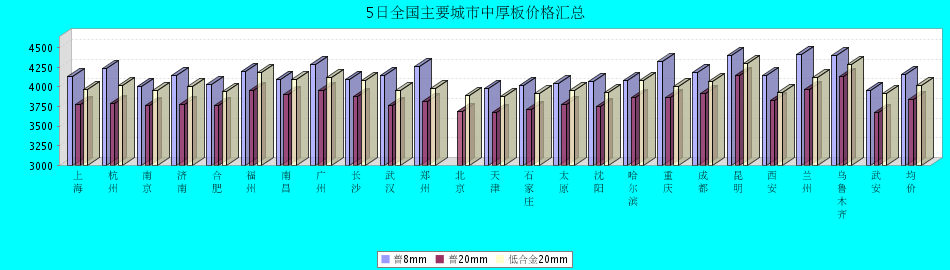 5日全国主要城市中厚板价格汇总
4500
4250
4000
3750
3500
3250
3000
上海
杭州
南京
济南
合肥
福州
南昌
广州
长沙
武汉
郑州
北京
天津
石家庄
太原
沈阳
哈尔滨
重庆
成都
昆明
西安
兰州
乌鲁木齐
武安
均价
普8mm 普20mm 低合金20mm